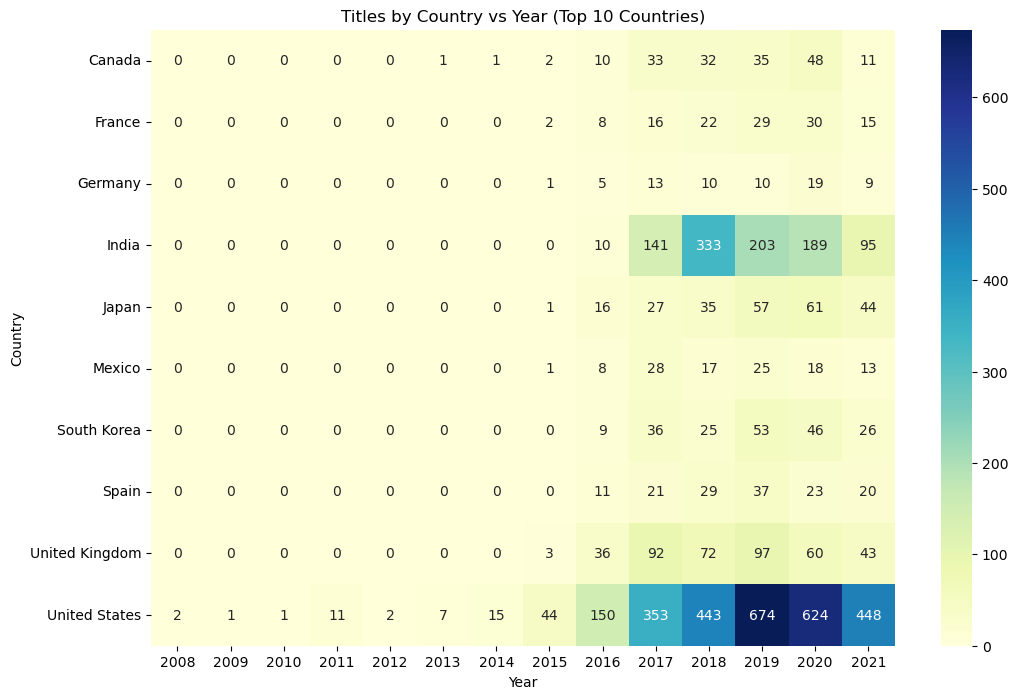 Titles by Country vs Year (Top 10 Countries)
Country
Canada 0 0 0 0 0 1 1 2 10 33 32 35 48 11
France 0 0 0 0 0 0 0 2 8 16 22 29 30 15
Germany 0 0 0 0 0 0 0 1 5 13 10 10 19 9
India 0 0 0 0 0 0 0 0 10 141 333 203 189 95
Japan 0 0 0 0 0 0 0 1 16 27 35 57 61 44
Mexico 0 0 0 0 0 0 0 1 8 28 17 25 18 13
South Korea 0 0 0 0 0 0 0 0 9 36 25 53 46 26
Spain 0 0 0 0 0 0 0 0 11 21 29 37 23 20
United Kingdom 0 0 0 0 0 0 0 3 36 92 72 97 60 43
United States 2 1 1 11 2 7 15 44 150 353 443 674 624 448
2008 2009 2010 2011 2012 2013 2014 2015 2016 2017 2018 2019 2020 2021
Year
600
500
400
300
200
100
0